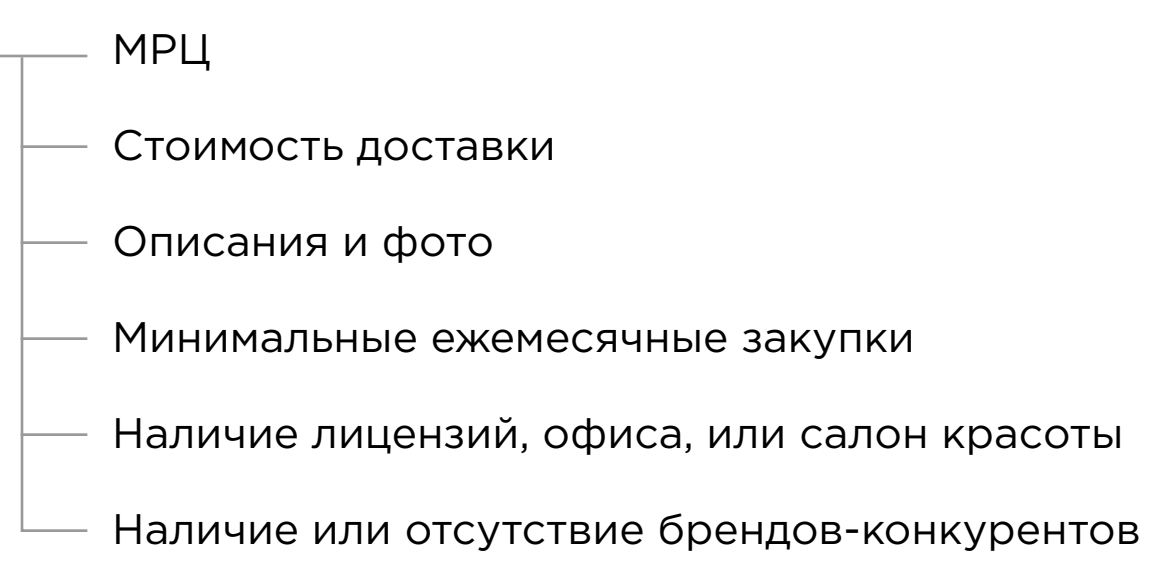 МРЦ
Стоимость доставки
Описания и фото
Минимальные ежемесячные закупки
Наличие лицензий, офиса, или салон красоты
Наличие или отсутствие брендов-конкурентов